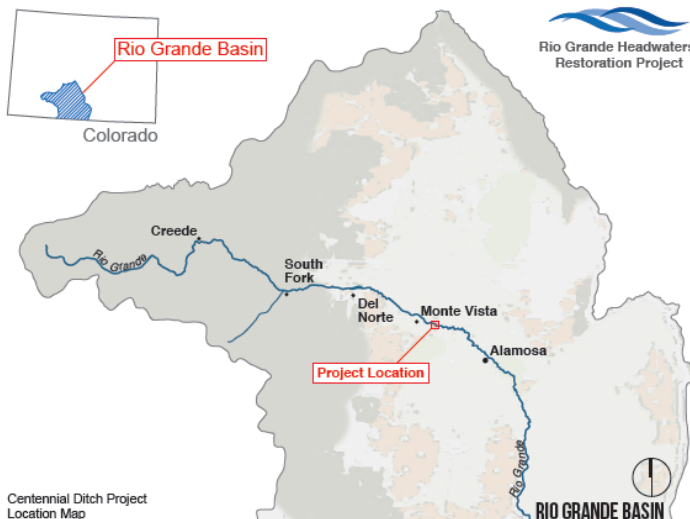 Rio Grande Basin
Colorado
Rio Grande Headwaters
Restoration Project
Creede
Rio Grande
South
Fork
Del
Norte
Monte Vista
Alamosa
Project Location
Rio Grande
Centennial Ditch Project
Location Map
RIO GRANDE BASIN